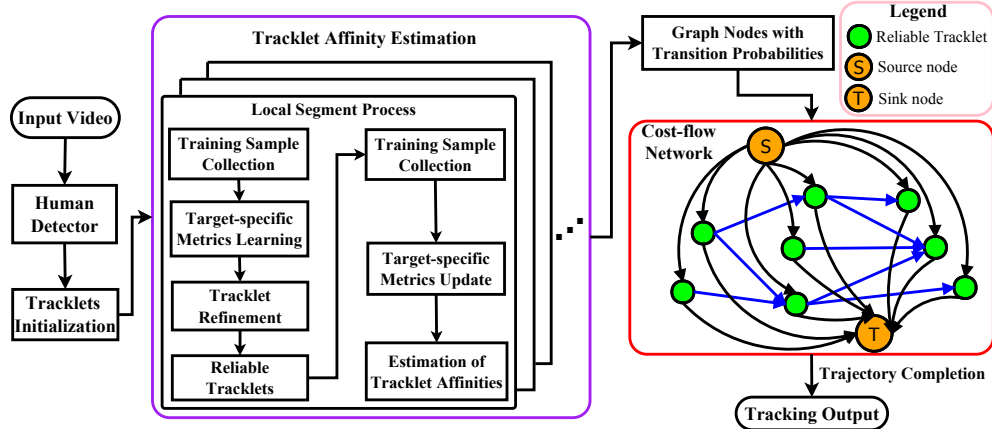 Input Video
Human
Detector
Tracklets
Initialization
Tracklet Affinity Estimation
Local Segment Process
Training Sample
Collection
Target-specific
Metrics Learning
Tracklet
Refinement
Reliable
Tracklets
Training Sample
Collection
Target-specific
Metrics Update
Estimation of
Tracklet Affinities
Graph Nodes with
Transition Probabilities
Legend
Reliable Tracklet
S
Source node
T
Sink node
Cost-flow
Network
S
T
Trajectory Completion
Tracking Output